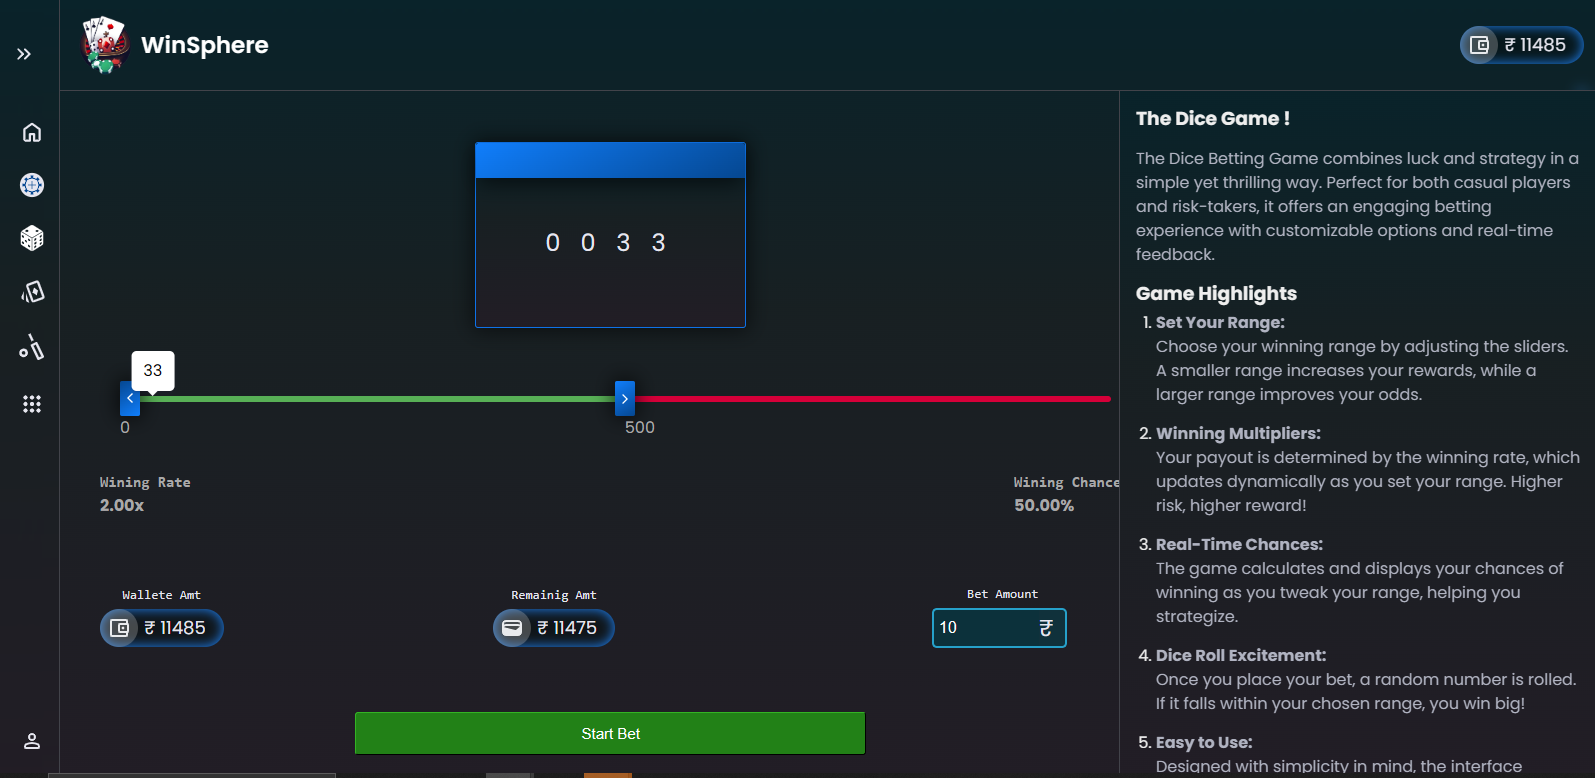 WinSphere
₹ 11485
0 0 3 3
33
0
500
Wining Rate
2.00x
Wining Chance
50.00%
Wallete Amt
₹ 11485
Remainig Amt
₹ 11475
Bet Amount
10 ₹
Start Bet
The Dice Game !
The Dice Betting Game combines luck and strategy in a
simple yet thrilling way. Perfect for both casual players
and risk-takers, it offers an engaging betting
experience with customizable options and real-time
feedback.
Game Highlights
1. Set Your Range:
Choose your winning range by adjusting the sliders.
A smaller range increases your rewards, while a
larger range improves your odds.
2. Winning Multipliers:
Your payout is determined by the winning rate, which
updates dynamically as you set your range. Higher
risk, higher reward!
3. Real-Time Chances:
The game calculates and displays your chances of
winning as you tweak your range, helping you
strategize.
4. Dice Roll Excitement:
Once you place your bet, a random number is rolled.
If it falls within your chosen range, you win big!
5. Easy to Use:
Designed with simplicity in mind, the interface